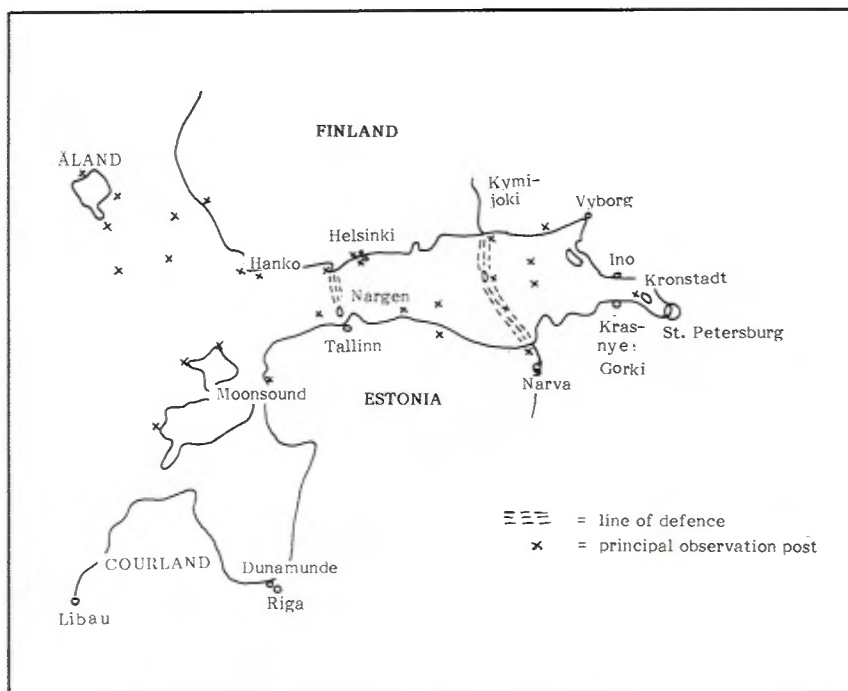 FINLAND
ÅLAND
Kymi-
joki
Vyborg
Helsinki
Hanko
Ino
Kronstadt
Nargen
Tallinn
Kras-
nye
Gorki
St. Petersburg
Narva
Moonsound
ESTONIA
= line of defence
x = principal observation post
COURLAND
Dunamunde
Riga
Libau